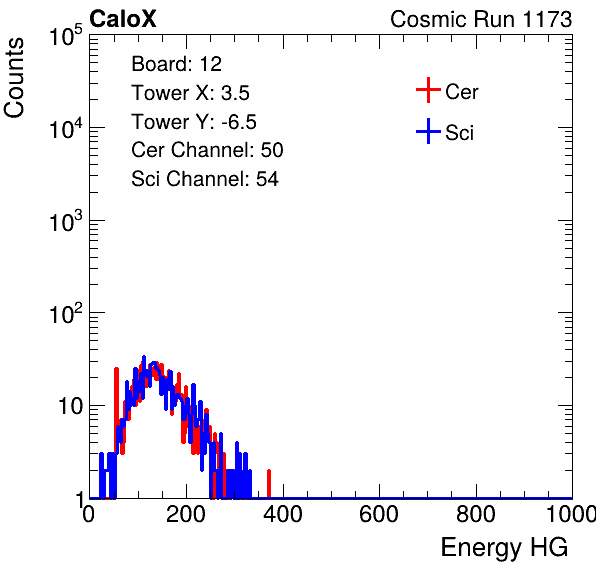 CaloX Cosmic Run 1173
Counts
10^5
10^4
10^3
10^2
10
1
Board: 12
Tower X: 3.5
Tower Y: -6.5
Cer Channel: 50
Sci Channel: 54
Cer
Sci
0 200 400 600 800 1000
Energy HG